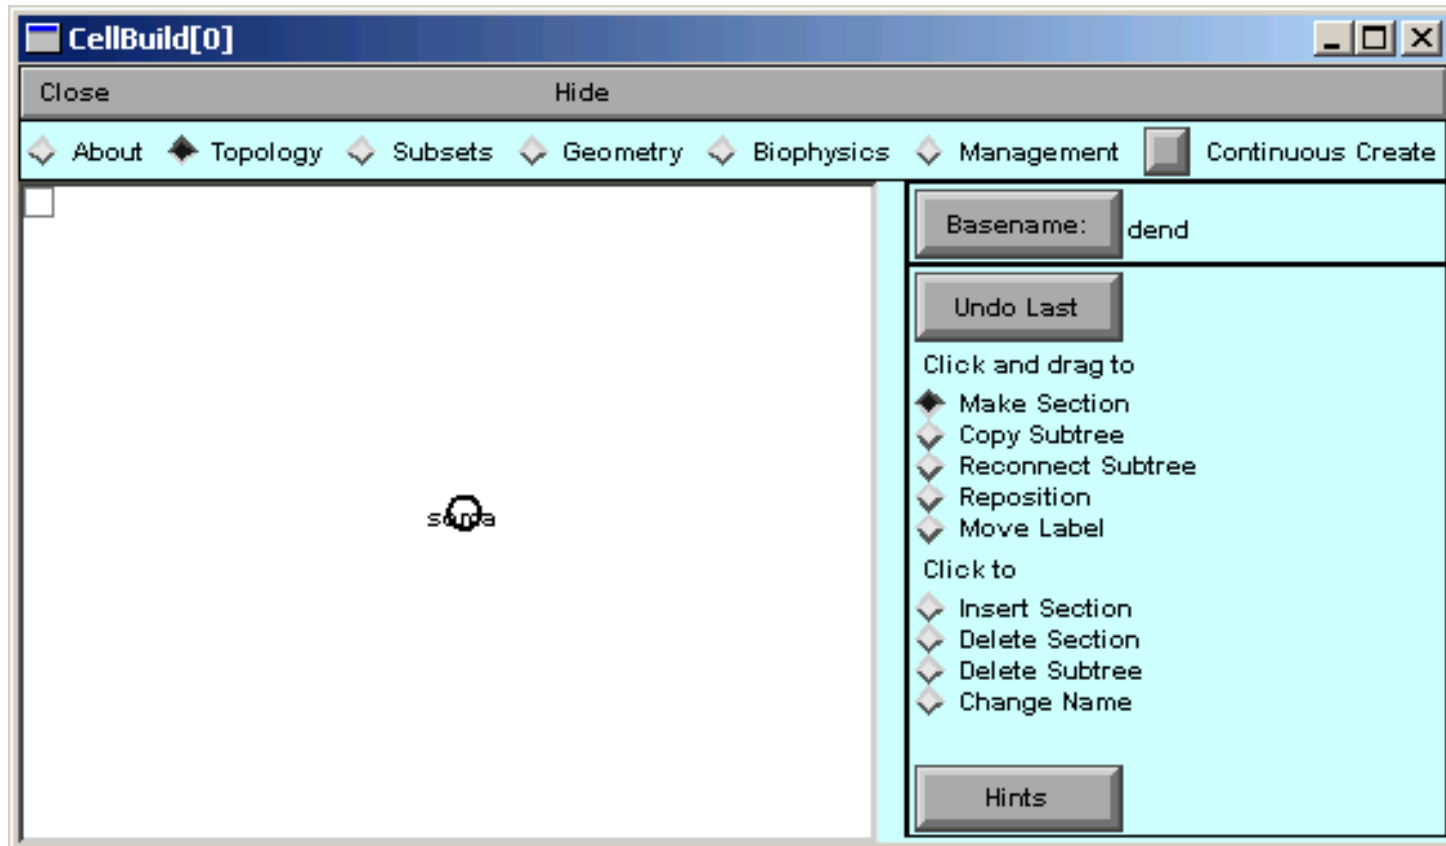 CellBuild[0]
Close Hide
About Topology Subsets Geometry Biophysics Management Continuous Create
Basename: dend
Undo Last
Click and drag to
Make Section
Copy Subtree
Reconnect Subtree
Reposition
Move Label
soma
Click to
Insert Section
Delete Section
Delete Subtree
Change Name
Hints